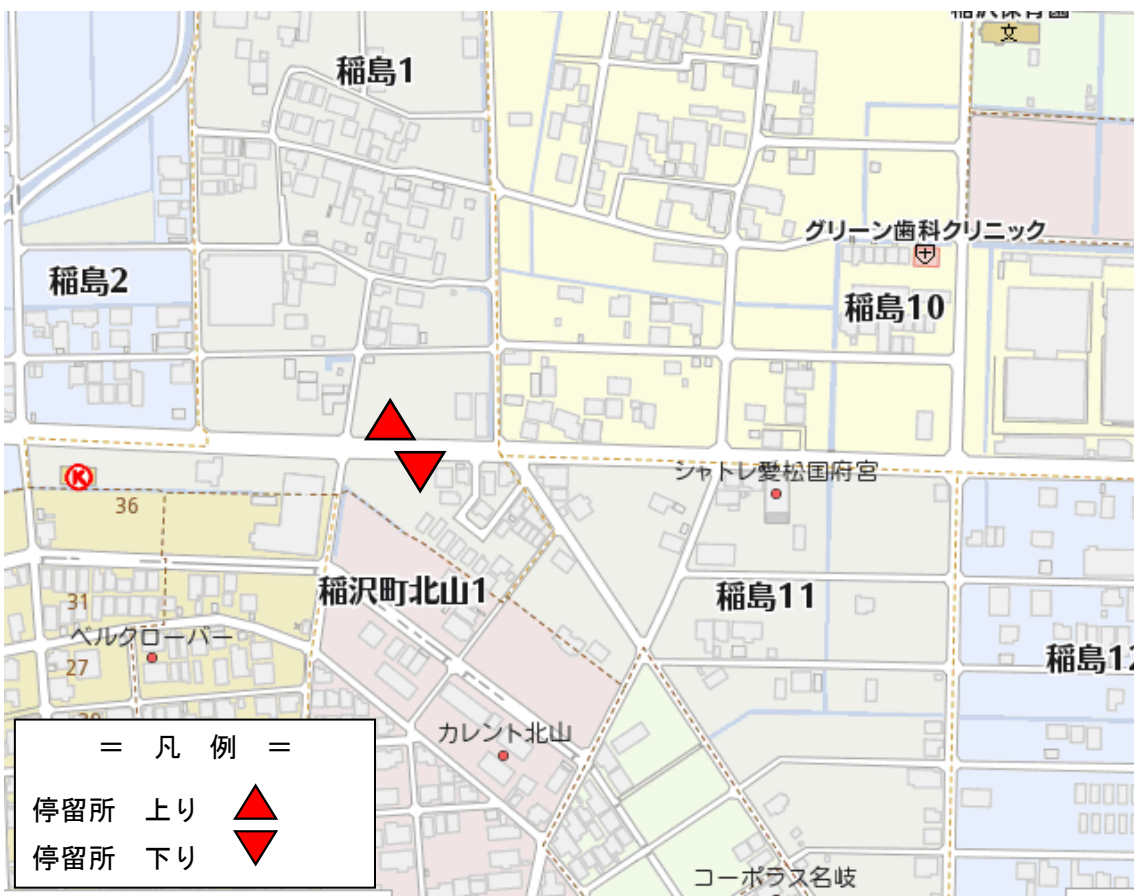 稲沢保育園
文
稲島1
グリーン歯科クリニック
稲島2
稲島10
シャトレ愛松国府宮
K
36
稲沢町北山1
稲島11
31
ベルクローバー
27
稲島12
カレント北山
= 凡 例 =
停留所 上り
停留所 下り
コーポラス名岐